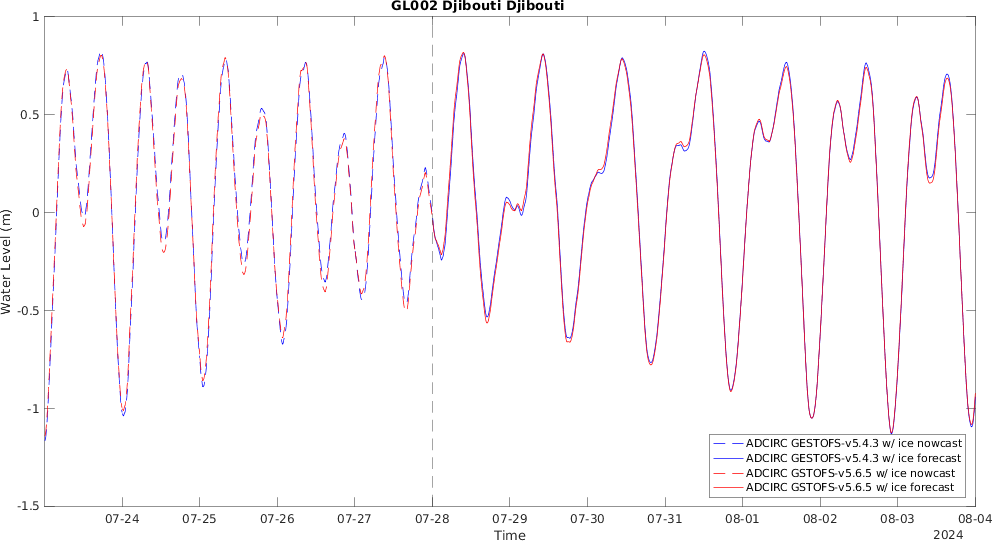 GL002 Djibouti Djibouti
Water Level (m)
1
0.5
0
-0.5
-1
-1.5
ADCIRC GESTOFS-v5.4.3 w/ ice nowcast
ADCIRC GESTOFS-v5.4.3 w/ ice forecast
ADCIRC GSTOFS-v5.6.5 w/ ice nowcast
ADCIRC GSTOFS-v5.6.5 w/ ice forecast
07-24 07-25 07-26 07-27 07-28 07-29 07-30 07-31 08-01 08-02 08-03 08-04
Time
2024